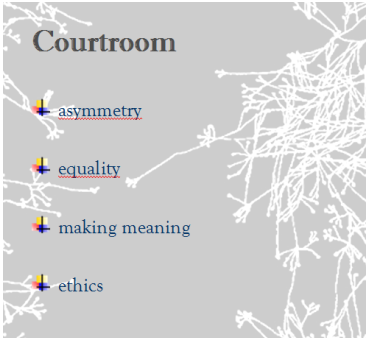 Courtroom
asymmetry
equality
making meaning
ethics